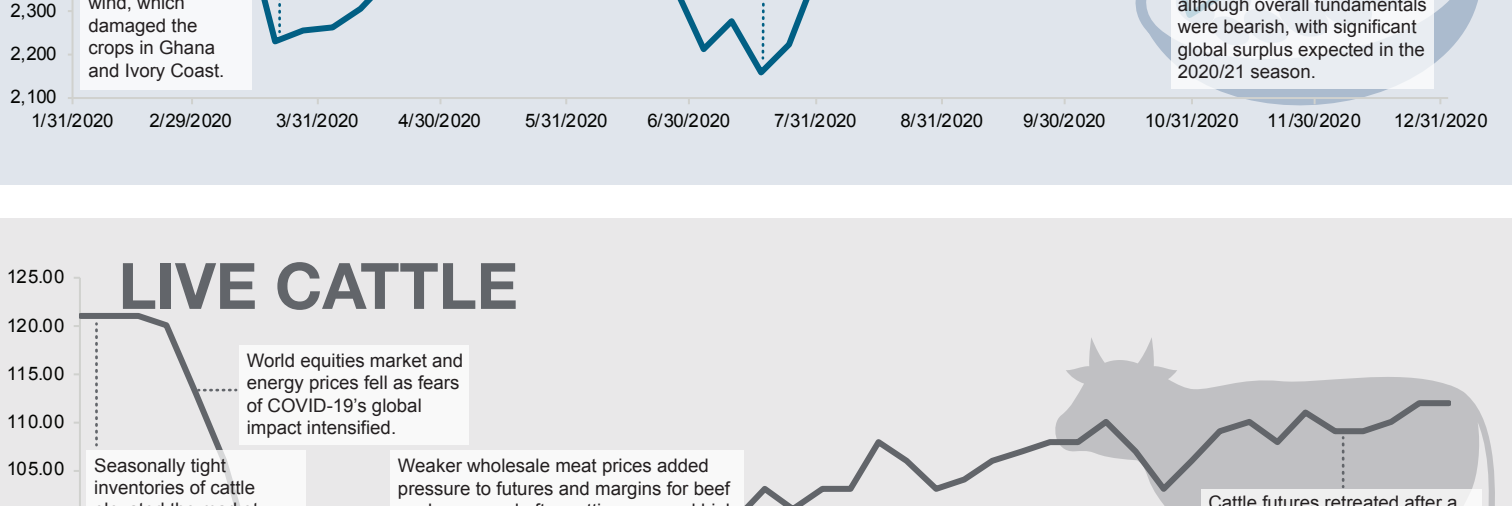 wind, which
damaged the
crops in Ghana
and Ivory Coast.
although overall fundamentals
were bearish, with significant
global surplus expected in the
2020/21 season.
2,300
2,200
2,100
1/31/2020 2/29/2020 3/31/2020 4/30/2020 5/31/2020 6/30/2020 7/31/2020 8/31/2020 9/30/2020 10/31/2020 11/30/2020 12/31/2020
LIVE CATTLE
125.00
120.00
115.00
110.00
105.00
World equities market and
energy prices fell as fears
of COVID-19’s global
impact intensified.
Seasonally tight
inventories of cattle
elevated the market
Weaker wholesale meat prices added
pressure to futures and margins for beef
Cattle futures retreated after a